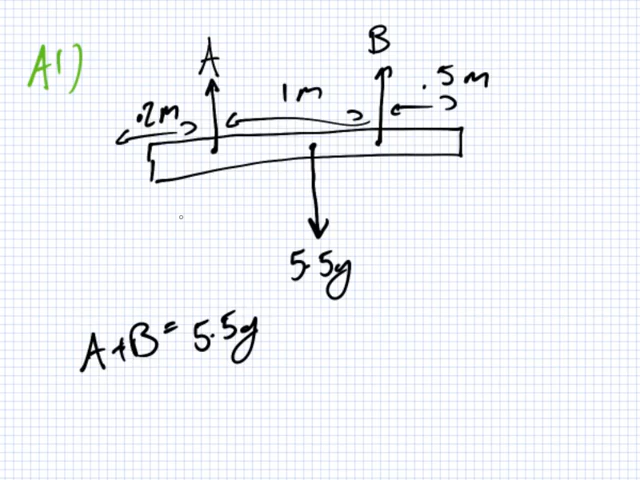 A1)
A
B
.2m
1m
.5m
5.5g
A+B = 5.5g